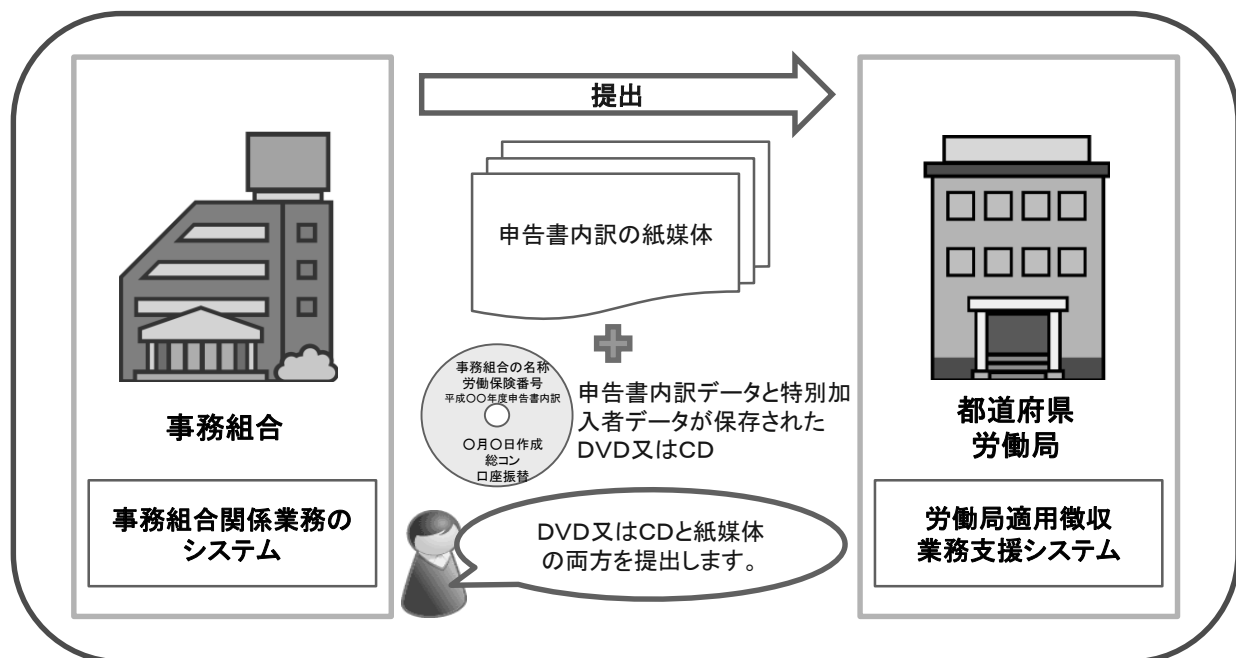 提出
申告書内訳の紙媒体
事務組合の名称
労働保険番号
平成〇〇年度申告書内訳
〇月〇日作成
総コン
口座振替
申告書内訳データと特別加
入者データが保存された
DVD又はCD
事務組合
事務組合関係業務の
システム
DVD又はCDと紙媒体
の両方を提出します。
都道府県
労働局
労働局適用徴収
業務支援システム